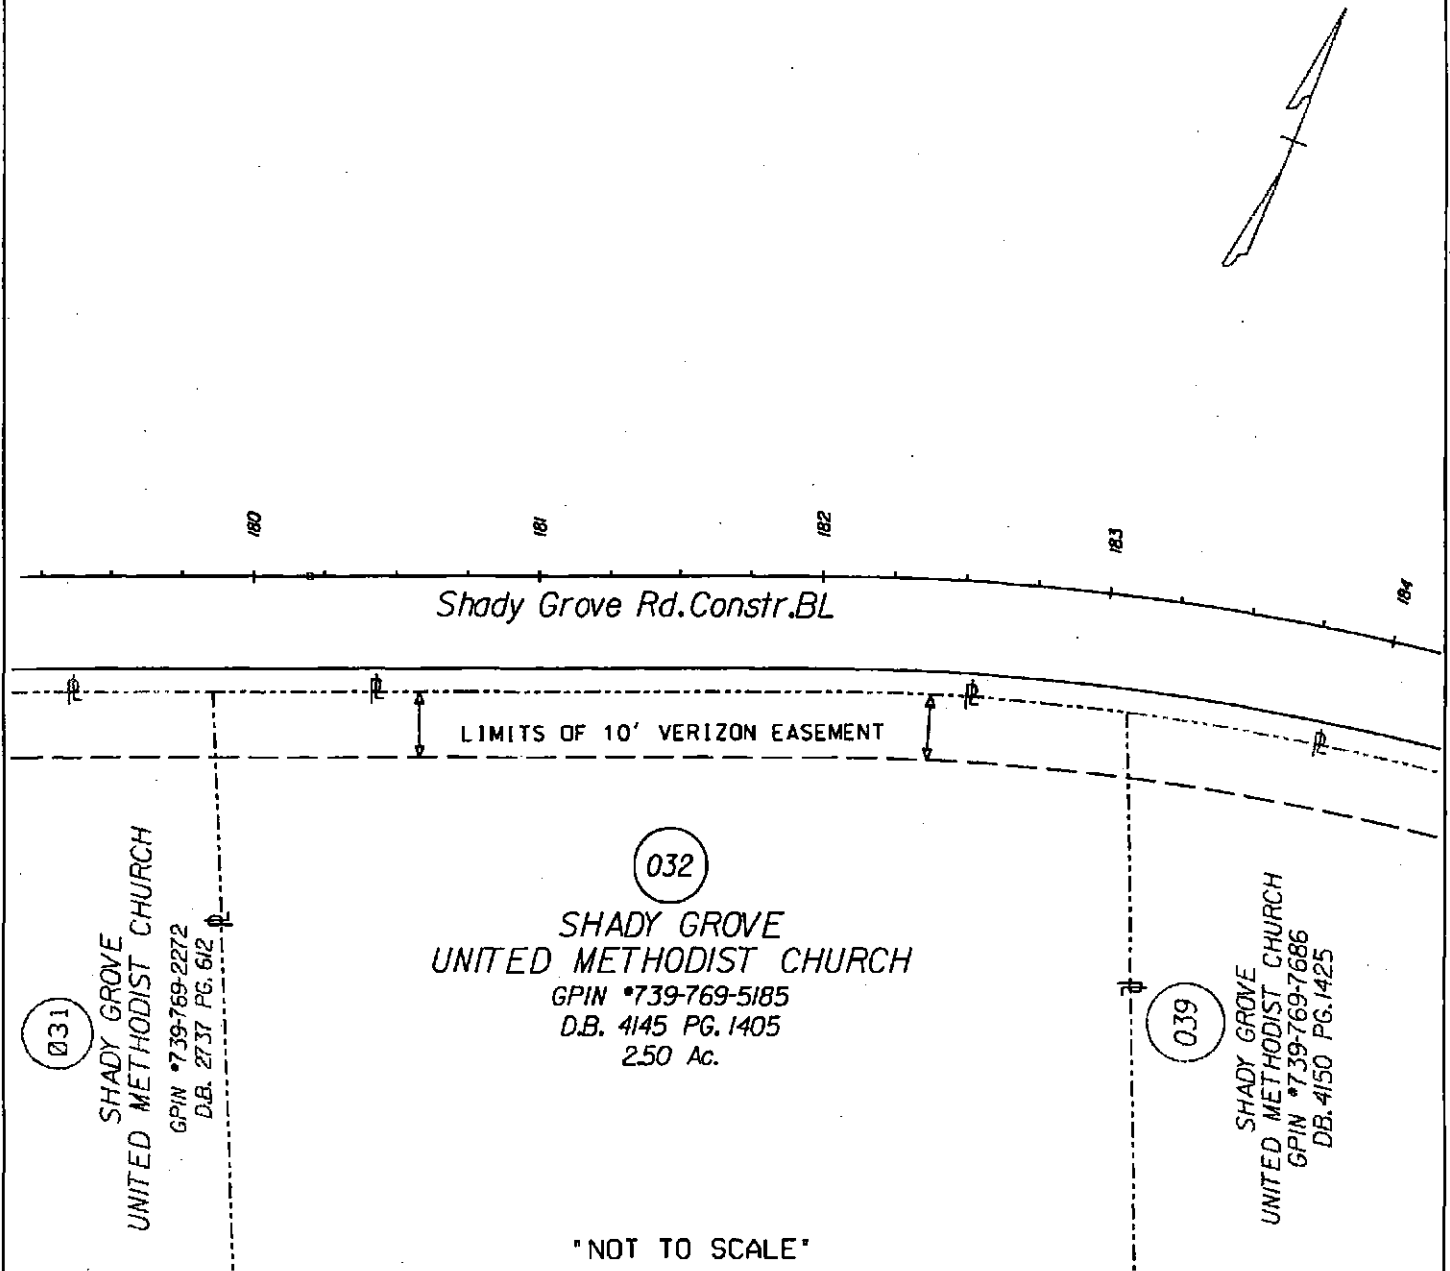 180
181
182
183
184
Shady Grove Rd.Constr.BL
LIMITS OF 10' VERIZON EASEMENT
032
SHADY GROVE
UNITED METHODIST CHURCH
GPIN *739-769-5185
D.B. 4145 PG. 1405
2.50 Ac.
031
SHADY GROVE
UNITED METHODIST CHURCH
GPIN *739-769-2272
D.B. 2737 PG. 612
039
SHADY GROVE
UNITED METHODIST CHURCH
GPIN *739-769-7686
DB. 4150 PG.1425
"NOT TO SCALE"